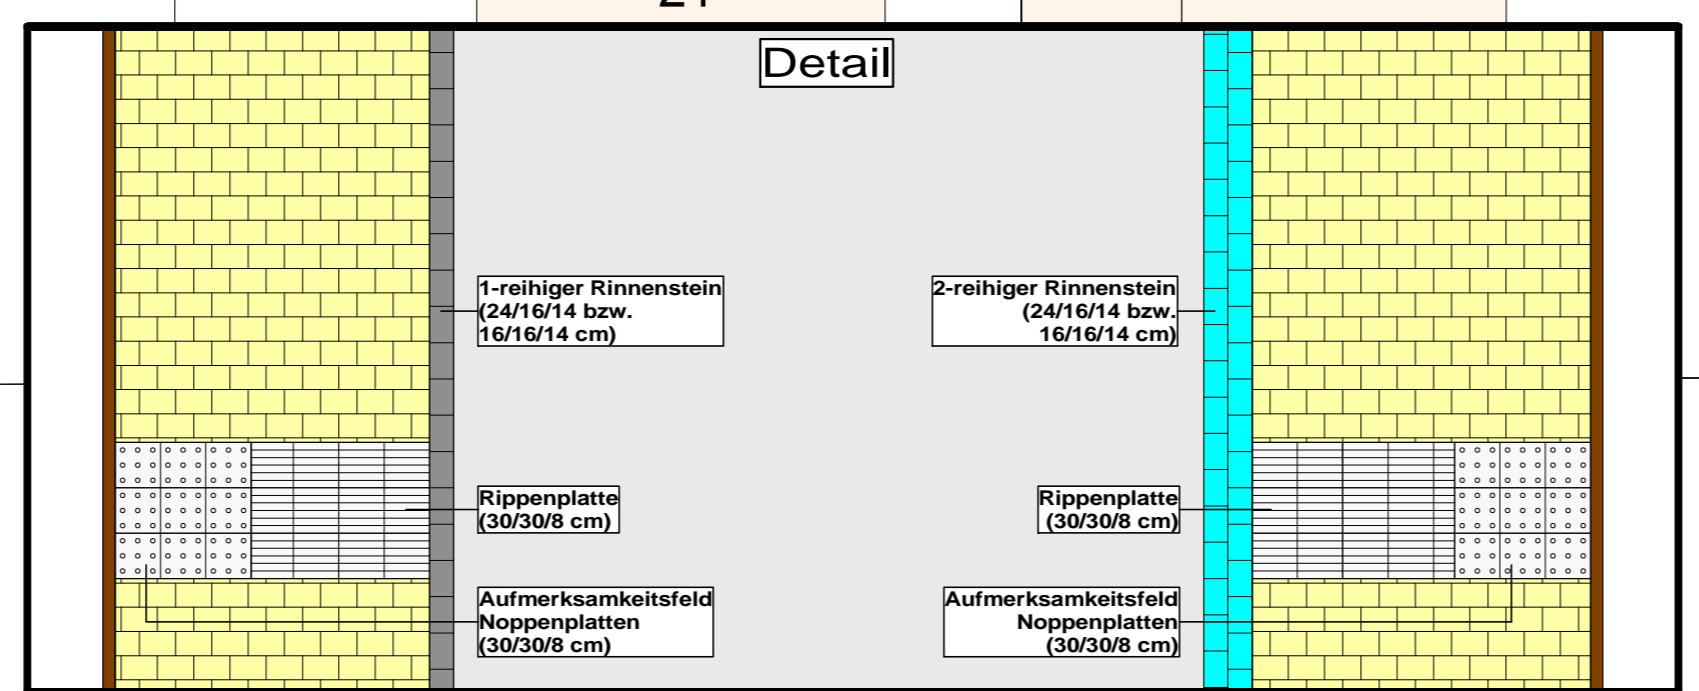 Detail
1-reihiger Rinnenstein
(24/16/14 bzw.
16/16/14 cm)
2-reihiger Rinnenstein
(24/16/14 bzw.
16/16/14 cm)
Rippenplatte
(30/30/8 cm)
Rippenplatte
(30/30/8 cm)
Aufmerksamkeitsfeld
Noppenplatten
(30/30/8 cm)
Aufmerksamkeitsfeld
Noppenplatten
(30/30/8 cm)